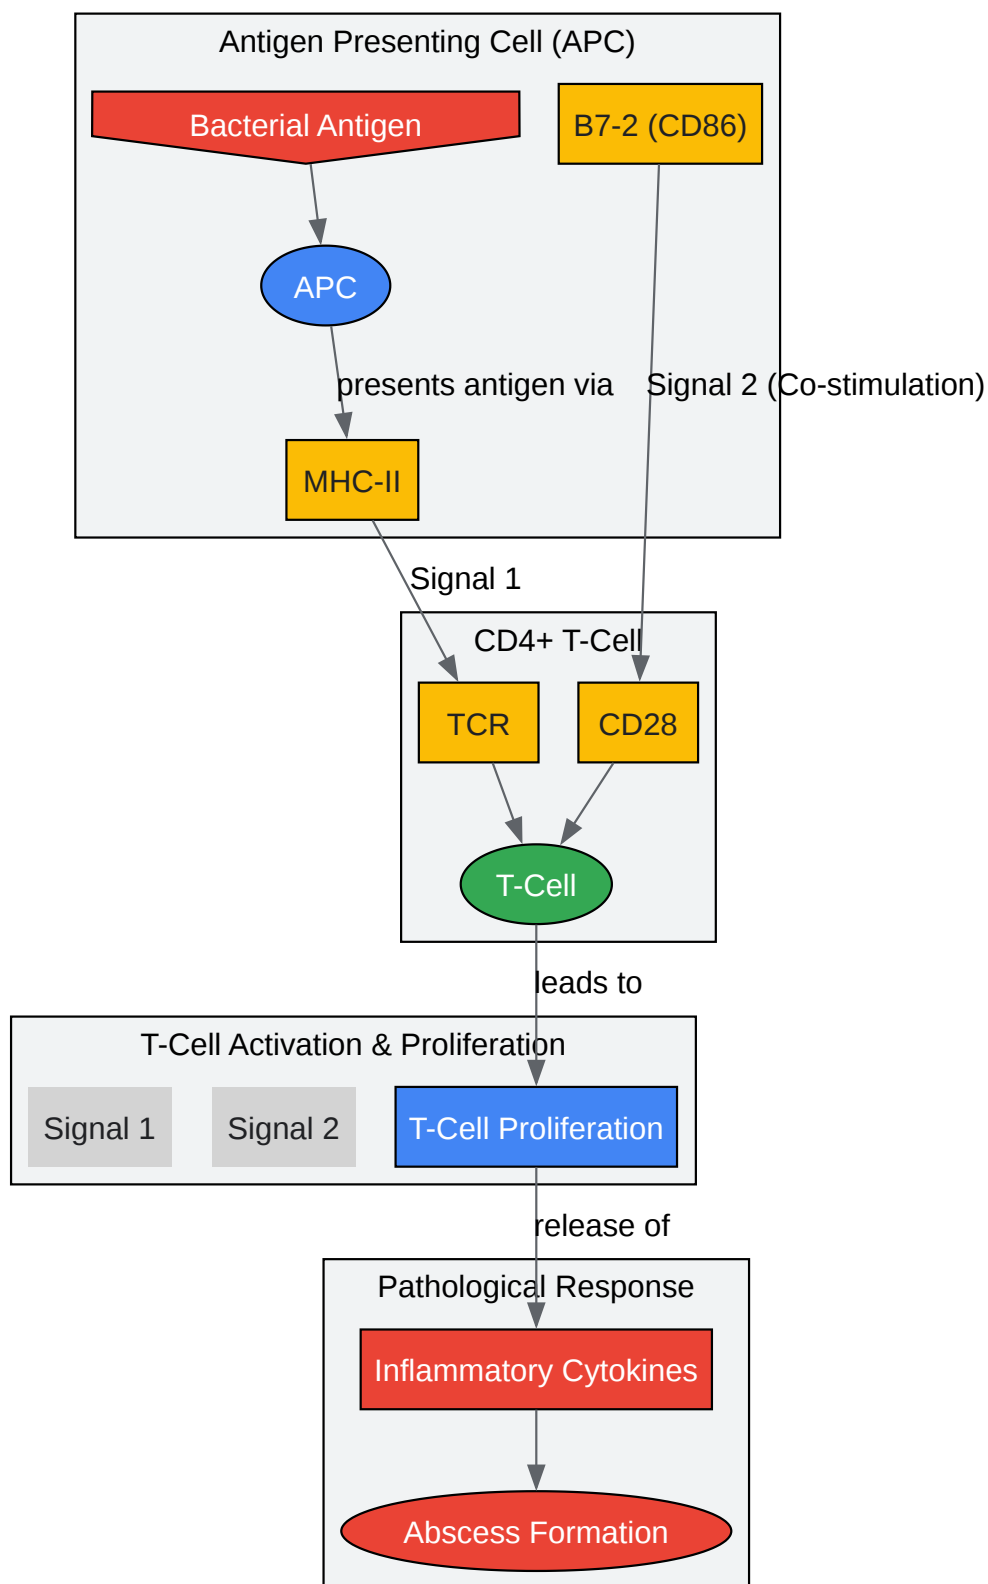 Antigen Presenting Cell (APC)
Bacterial Antigen
B7-2 (CD86)
APC
presents antigen via
Signal 2 (Co-stimulation)
MHC-II
Signal 1
CD4+ T-Cell
TCR
CD28
T-Cell
leads to
T-Cell Activation & Proliferation
Signal 1
Signal 2
T-Cell Proliferation
release of
Pathological Response
Inflammatory Cytokines
Abscess Formation